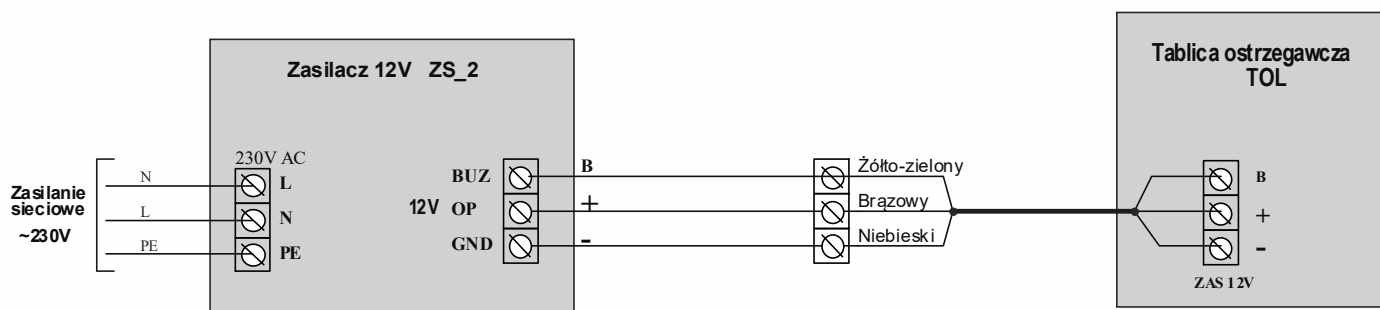 Zasilacz 12V ZS_2
Tablica ostrzegawcza
TOL
Zasilanie
sieciowe
~230V
N
L
PE
230V AC
L
N
PE
12V
BUZ
OP
GND
B
+
-
Żółto-zielony
Brązowy
Niebieski
B
+
-
ZAS 12V